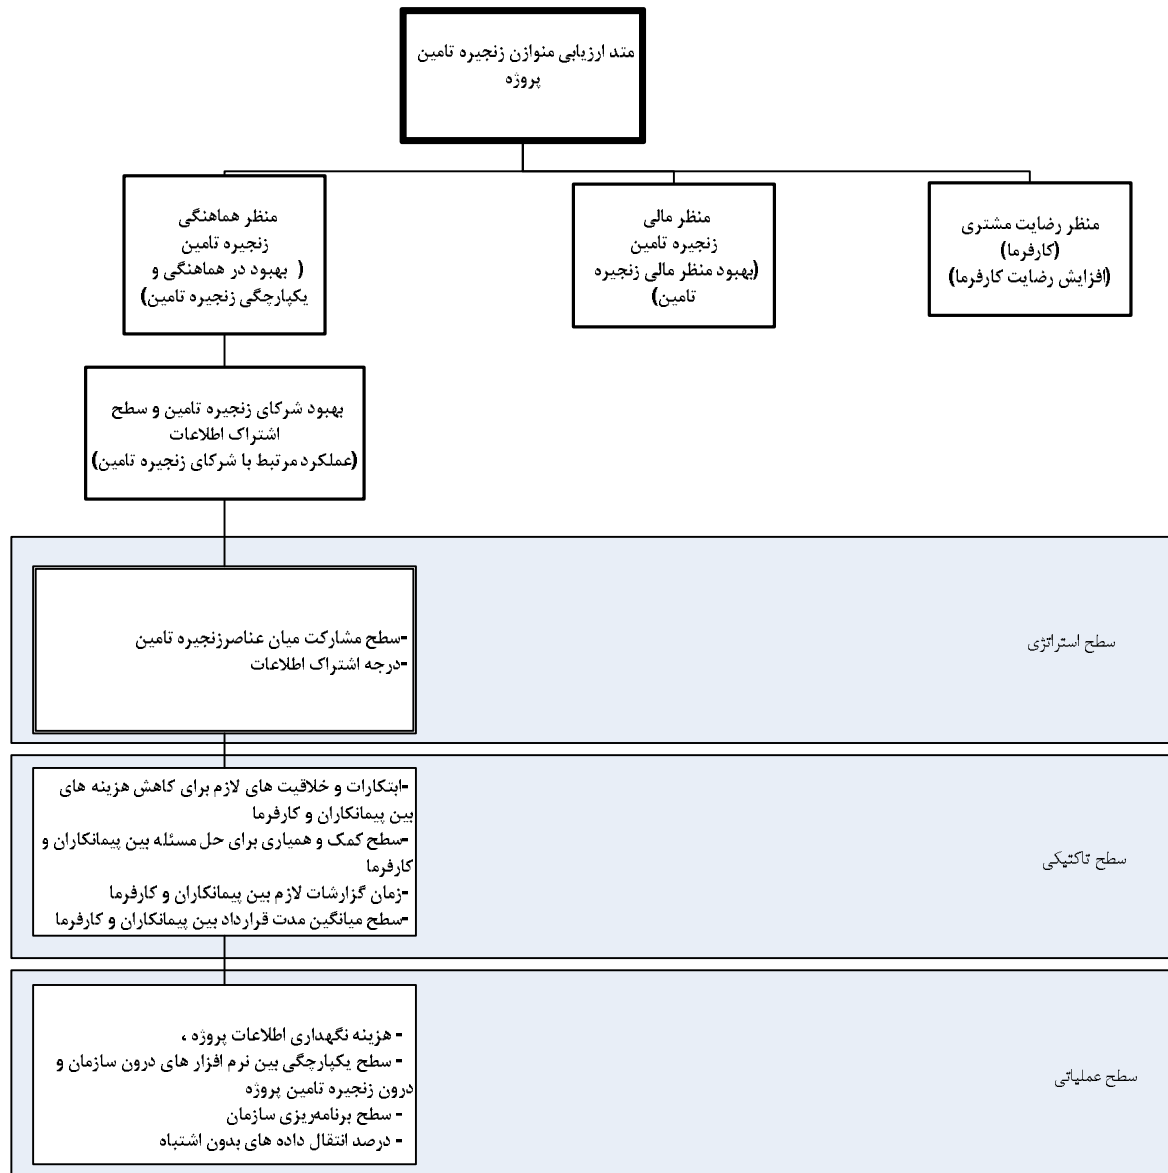 متد ارزیابی متوازن زنجیره تامین
پروژه
منظر رضایت مشتری
(کارفرما)
(افزایش رضایت کارفرما)
منظر مالی
زنجیره تامین
(بهبود منظر مالی زنجیره
تامین)
منظر هماهنگی
زنجیره تامین
( بهبود در هماهنگی و
یکپارچگی زنجیره تامین)
بهبود شرکای زنجیره تامین و سطح
اشتراک اطلاعات
(عملکرد مرتبط با شرکای زنجیره تامین)
سطح استراتژی
-سطح مشارکت میان عناصرزنجیره تامین
-درجه اشتراک اطلاعات
سطح تاکتیکی
-ابتکارات و خلاقیت های لازم برای کاهش هزینه های
بین پیمانکاران و کارفرما
-سطح کمک و همیاری برای حل مسئله بین پیمانکاران و
کارفرما
-زمان گزارشات لازم بین پیمانکاران و کارفرما
-سطح میانگین مدت قرارداد بین پیمانکاران و کارفرما
سطح عملیاتی
- هزینه نگهداری اطلاعات پروژه ،
- سطح یکپارچگی بین نرم افزار های درون سازمان و
درون زنجیره تامین پروژه
- سطح برنامه‌ریزی سازمان
- درصد انتقال داده های بدون اشتباه